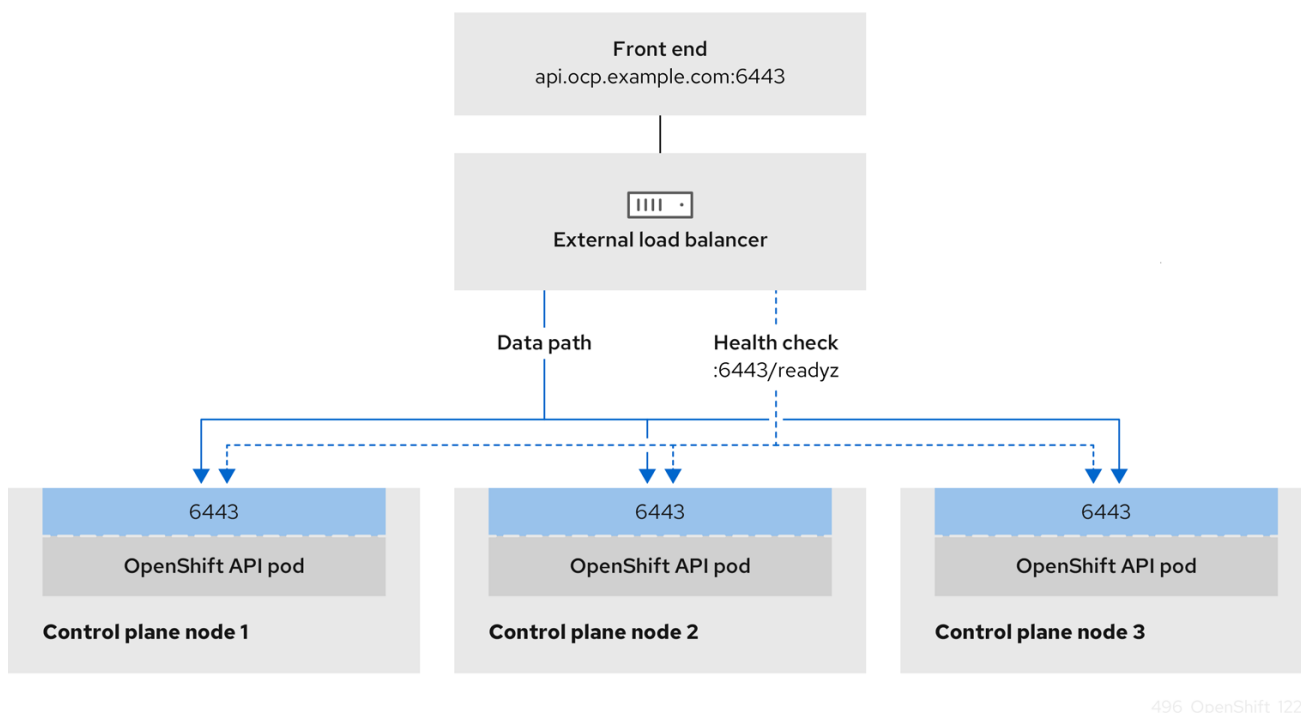 Front end
api.ocp.example.com:6443
External load balancer
Data path
Health check
:6443/readyz
6443
6443
6443
OpenShift API pod
OpenShift API pod
OpenShift API pod
Control plane node 1
Control plane node 2
Control plane node 3
496_OpenShift_122